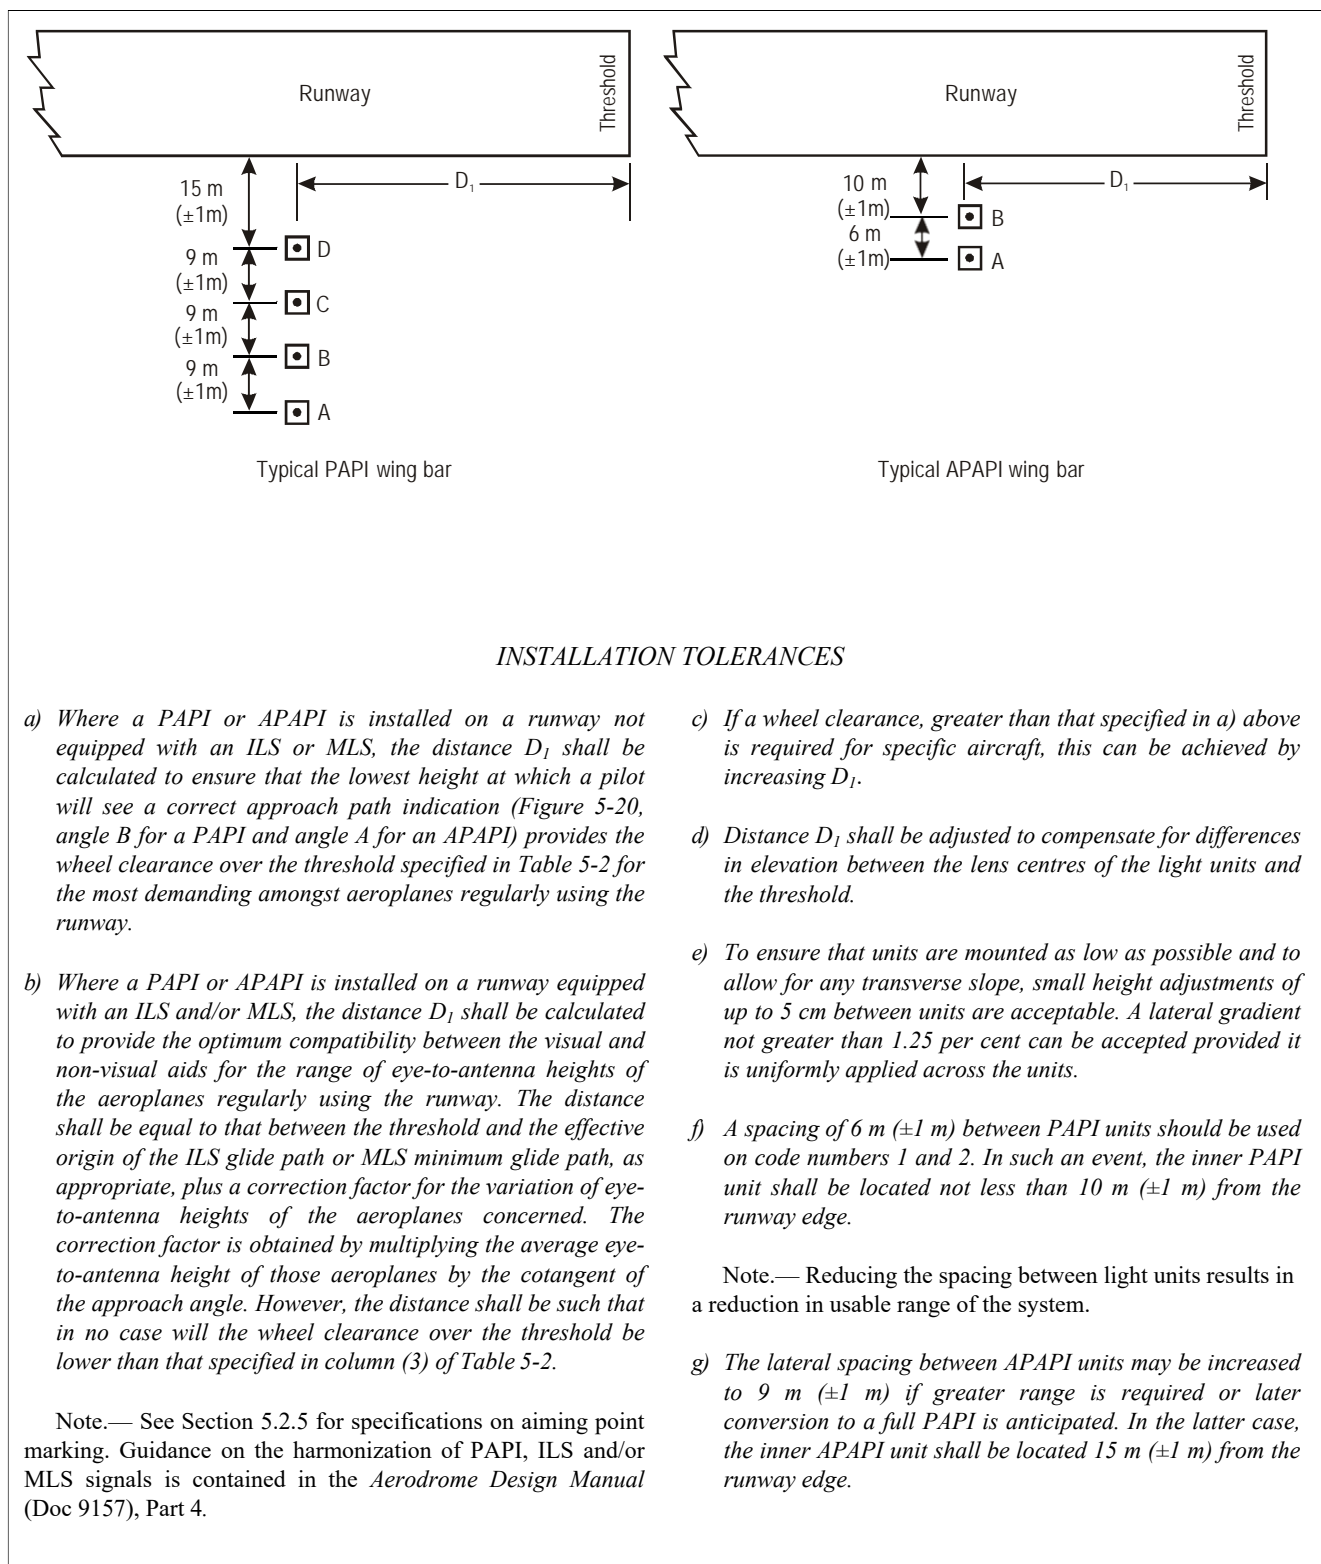 Runway
Threshold
D1
15 m
(±1m)
D
9 m
(±1m)
C
9 m
(±1m)
B
9 m
(±1m)
A
Typical PAPI wing bar
Runway
Threshold
D1
10 m
(±1m)
B
6 m
(±1m)
A
Typical APAPI wing bar
INSTALLATION TOLERANCES
a) Where a PAPI or APAPI is installed on a runway not
equipped with an ILS or MLS, the distance D1 shall be
calculated to ensure that the lowest height at which a pilot
will see a correct approach path indication (Figure 5-20,
angle B for a PAPI and angle A for an APAPI) provides the
wheel clearance over the threshold specified in Table 5-2 for
the most demanding amongst aeroplanes regularly using the
runway.
b) Where a PAPI or APAPI is installed on a runway equipped
with an ILS and/or MLS, the distance D1 shall be calculated
to provide the optimum compatibility between the visual and
non-visual aids for the range of eye-to-antenna heights of
the aeroplanes regularly using the runway. The distance
shall be equal to that between the threshold and the effective
origin of the ILS glide path or MLS minimum glide path, as
appropriate, plus a correction factor for the variation of eye-
to-antenna heights of the aeroplanes concerned. The
correction factor is obtained by multiplying the average eye-
to-antenna height of those aeroplanes by the cotangent of
the approach angle. However, the distance shall be such that
in no case will the wheel clearance over the threshold be
lower than that specified in column (3) of Table 5-2.
Note.— See Section 5.2.5 for specifications on aiming point
marking. Guidance on the harmonization of PAPI, ILS and/or
MLS signals is contained in the Aerodrome Design Manual
(Doc 9157), Part 4.
c) If a wheel clearance, greater than that specified in a) above
is required for specific aircraft, this can be achieved by
increasing D1.
d) Distance D1 shall be adjusted to compensate for differences
in elevation between the lens centres of the light units and
the threshold.
e) To ensure that units are mounted as low as possible and to
allow for any transverse slope, small height adjustments of
up to 5 cm between units are acceptable. A lateral gradient
not greater than 1.25 per cent can be accepted provided it
is uniformly applied across the units.
f) A spacing of 6 m (±1 m) between PAPI units should be used
on code numbers 1 and 2. In such an event, the inner PAPI
unit shall be located not less than 10 m (±1 m) from the
runway edge.
Note.— Reducing the spacing between light units results in
a reduction in usable range of the system.
g) The lateral spacing between APAPI units may be increased
to 9 m (±1 m) if greater range is required or later
conversion to a full PAPI is anticipated. In the latter case,
the inner APAPI unit shall be located 15 m (±1 m) from the
runway edge.